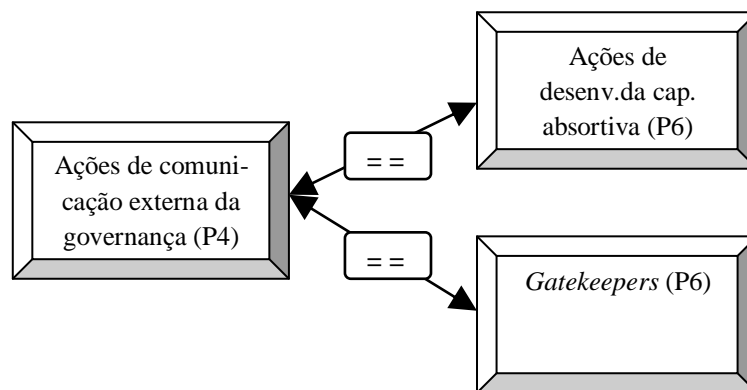 Ações de comuni-
cação externa da
governança (P4)
= =
= =
Ações de
desenv.da cap.
absortiva (P6)
Gatekeepers (P6)